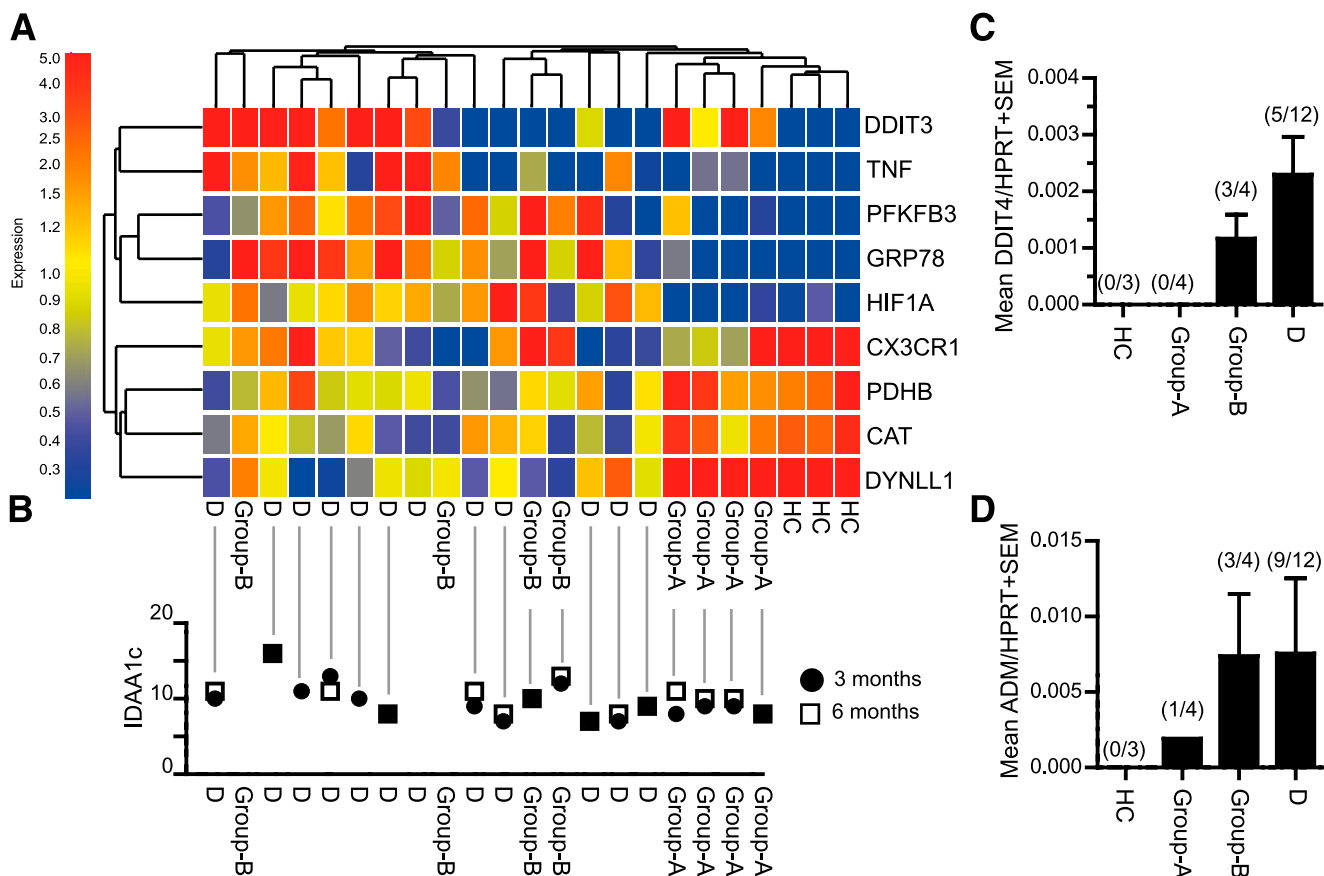 A
5.0
4.0
3.0
2.5
2.0
1.5
1.2
1.0
0.9
0.8
0.7
0.6
0.5
0.4
0.3
Expression
DDIT3
TNF
PFKFB3
GRP78
HIF1A
CX3CR1
PDHB
CAT
DYNLL1
D
Group-B
D
D
D
D
D
D
Group-B
D
D
Group-B
Group-B
D
D
D
Group-A
Group-A
Group-A
Group-A
HC
HC
HC
B
IDAA1c
20
10
0
3 months
6 months
D
Group-B
D
D
D
D
D
D
Group-B
D
D
Group-B
Group-B
D
D
D
Group-A
Group-A
Group-A
Group-A
C
Mean DDIT4/HPRT+SEM
0.004
0.003
0.002
0.001
0.000
(0/3)
(0/4)
(3/4)
(5/12)
HC
Group-A
Group-B
D
D
Mean ADM/HPRT+SEM
0.015
0.010
0.005
0.000
(0/3)
(1/4)
(3/4)
(9/12)
HC
Group-A
Group-B
D